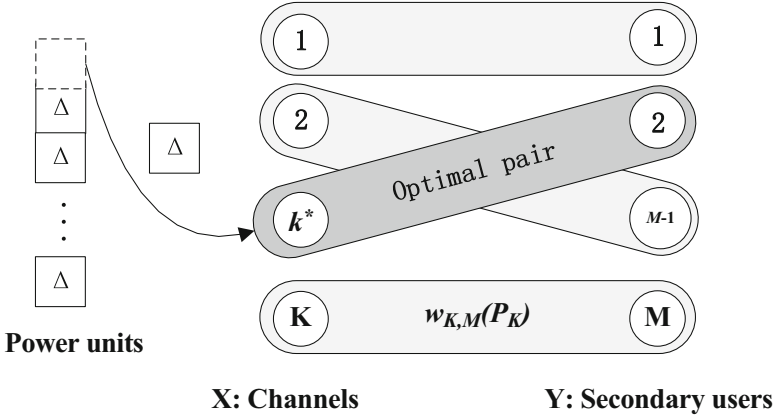 1 1
Δ
2 2
Δ
Δ
Optimal pair
k* M-1
⋮
Δ
K w_{K,M}(P_K) M
Power units
X: Channels Y: Secondary users